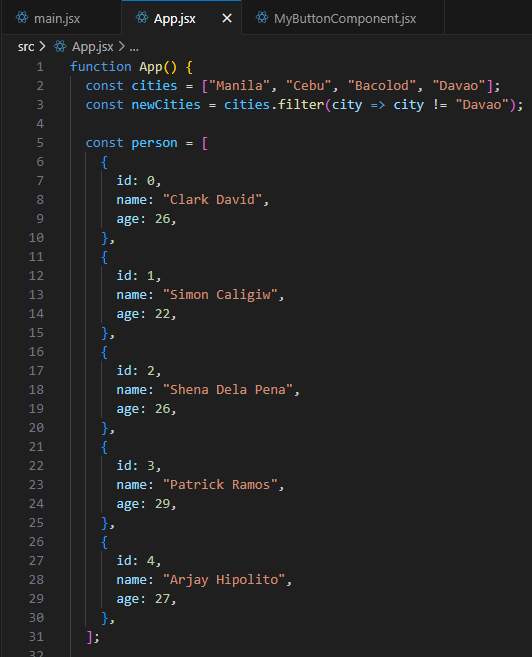 main.jsx App.jsx MyButtonComponent.jsx
src > App.jsx > ...
1 function App() {
2 const cities = ["Manila", "Cebu", "Bacolod", "Davao"];
3 const newCities = cities.filter(city => city != "Davao");
4
5 const person = [
6 {
7 id: 0,
8 name: "Clark David",
9 age: 26,
10 },
11 {
12 id: 1,
13 name: "Simon Caligiw",
14 age: 22,
15 },
16 {
17 id: 2,
18 name: "Shena Dela Pena",
19 age: 26,
20 },
21 {
22 id: 3,
23 name: "Patrick Ramos",
24 age: 29,
25 },
26 {
27 id: 4,
28 name: "Arjay Hipolito",
29 age: 27,
30 },
31 ];
32